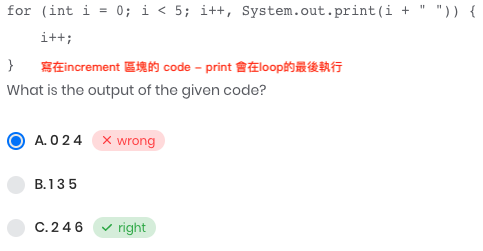 for (int i = 0; i < 5; i++, System.out.print(i + " ")) {
i++;
} 寫在increment 區塊的 code – print 會在loop的最後執行
What is the output of the given code?
A. 0 2 4 × wrong
B. 1 3 5
C. 2 4 6 ✓ right